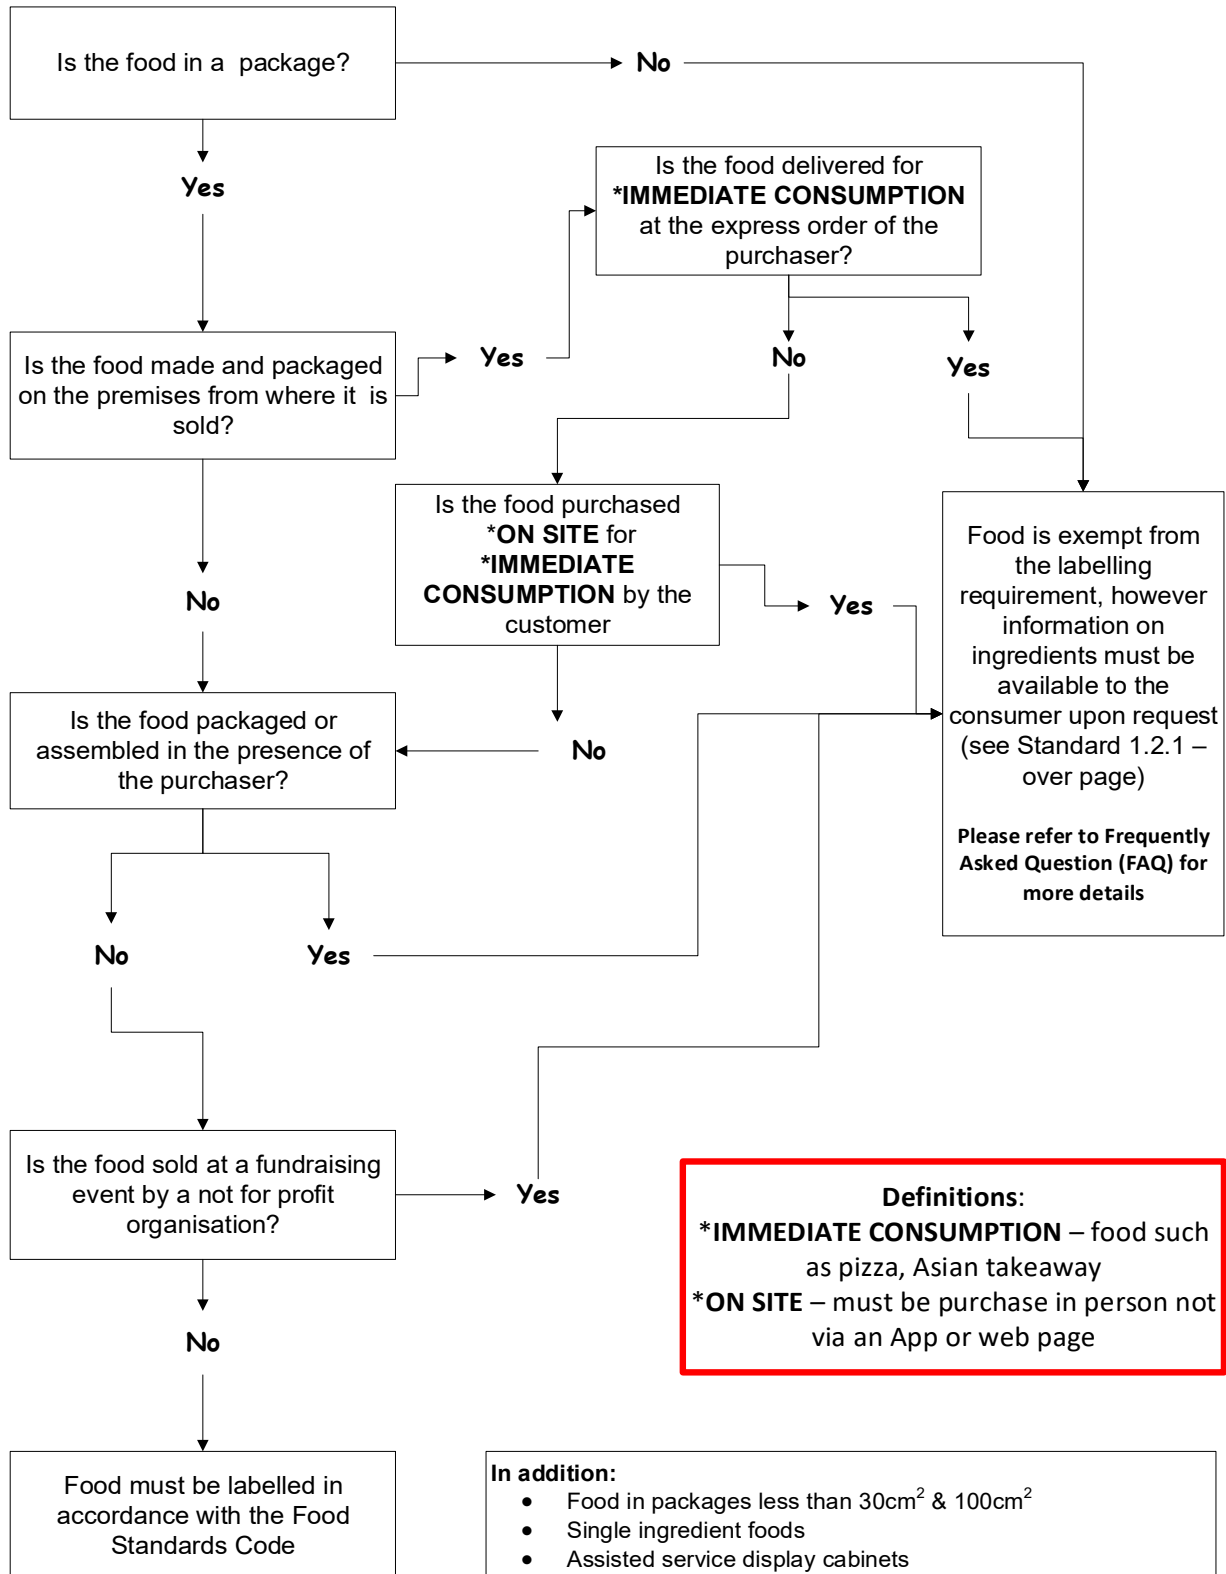 Is the food in a  package?
No
Yes
Is the food delivered for
*IMMEDIATE CONSUMPTION
at the express order of the
purchaser?
Is the food made and packaged
on the premises from where it  is
sold?
Yes
No
Yes
Is the food purchased
*ON SITE for
*IMMEDIATE
CONSUMPTION by the
customer
Food is exempt from
the labelling
requirement, however
information on
ingredients must be
available to the
consumer upon request
(see Standard 1.2.1 –
over page)
Please refer to Frequently
Asked Question (FAQ) for
more details
No
Yes
Is the food packaged or
assembled in the presence of
the purchaser?
No
No
Yes
Is the food sold at a fundraising
event by a not for profit
organisation?
Yes
Definitions:
*IMMEDIATE CONSUMPTION – food such
as pizza, Asian takeaway
*ON SITE – must be purchase in person not
via an App or web page
No
Food must be labelled in
accordance with the Food
Standards Code
In addition:
• Food in packages less than 30cm² & 100cm²
• Single ingredient foods
• Assisted service display cabinets